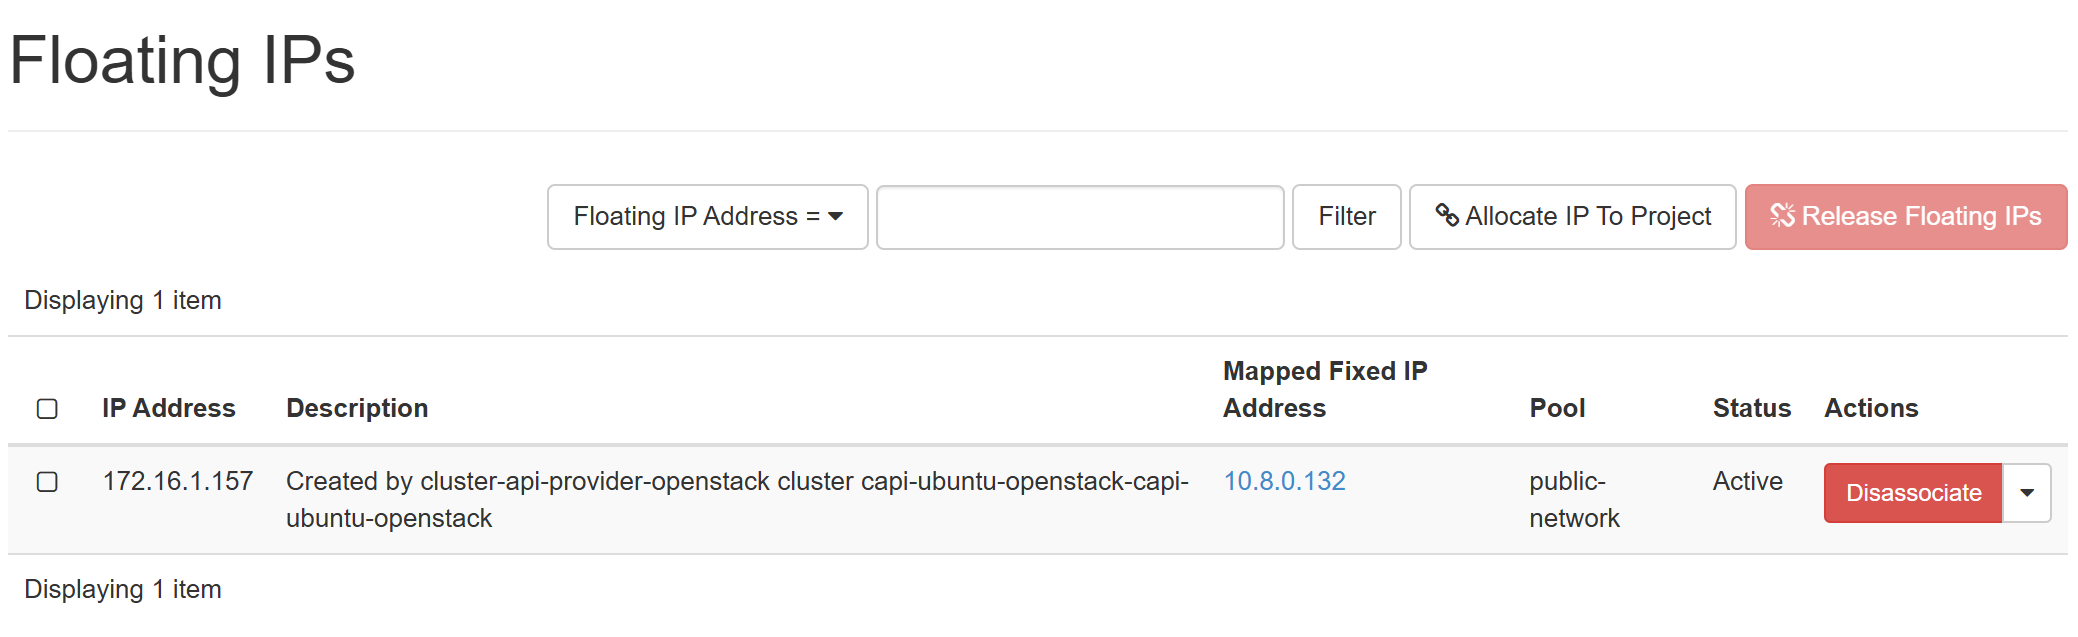 Floating IPs
Floating IP Address =
Filter
Allocate IP To Project
Release Floating IPs
Displaying 1 item
IP Address
Description
Mapped Fixed IP
Address
Pool
Status
Actions
172.16.1.157
Created by cluster-api-provider-openstack cluster capi-ubuntu-openstack-capi-
ubuntu-openstack
10.8.0.132
public-
network
Active
Disassociate
Displaying 1 item